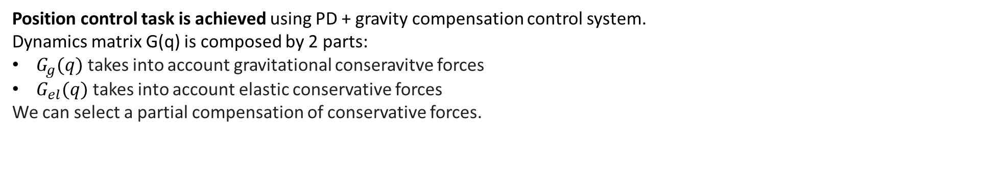 Position control task is achieved using PD + gravity compensation control system.
Dynamics matrix G(q) is composed by 2 parts:
• G_g(q) takes into account gravitational conseravitve forces
• G_el(q) takes into account elastic conservative forces
We can select a partial compensation of conservative forces.